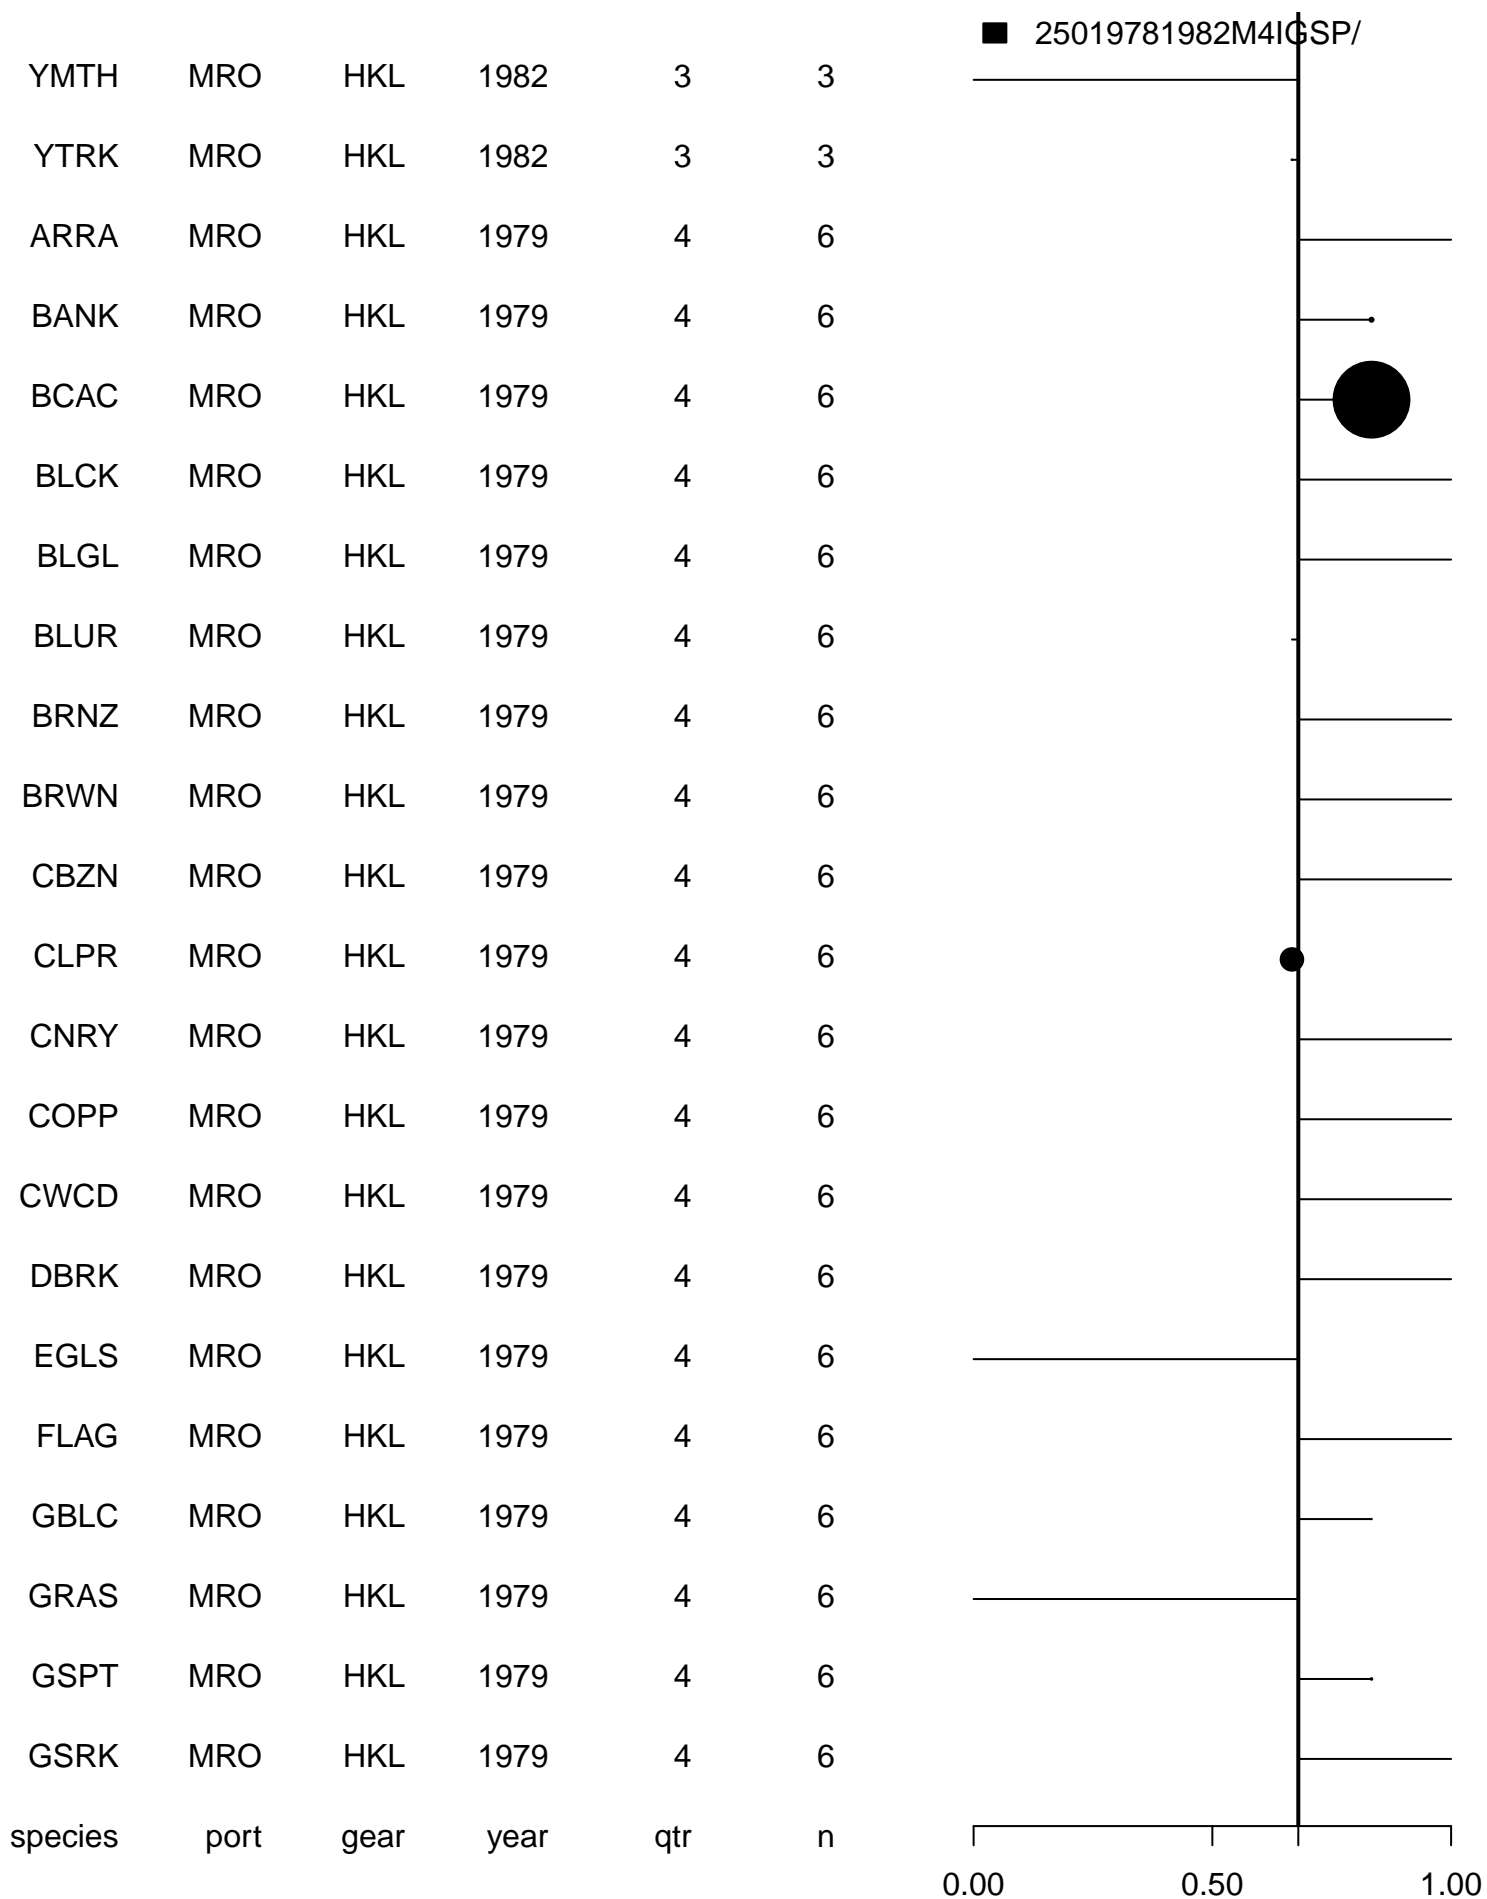 25019781982M4IGSP/
YMTH MRO HKL 1982 3 3
YTRK MRO HKL 1982 3 3
ARRA MRO HKL 1979 4 6
BANK MRO HKL 1979 4 6
BCAC MRO HKL 1979 4 6
BLCK MRO HKL 1979 4 6
BLGL MRO HKL 1979 4 6
BLUR MRO HKL 1979 4 6
BRNZ MRO HKL 1979 4 6
BRWN MRO HKL 1979 4 6
CBZN MRO HKL 1979 4 6
CLPR MRO HKL 1979 4 6
CNRY MRO HKL 1979 4 6
COPP MRO HKL 1979 4 6
CWCD MRO HKL 1979 4 6
DBRK MRO HKL 1979 4 6
EGLS MRO HKL 1979 4 6
FLAG MRO HKL 1979 4 6
GBLC MRO HKL 1979 4 6
GRAS MRO HKL 1979 4 6
GSPT MRO HKL 1979 4 6
GSRK MRO HKL 1979 4 6
species port gear year qtr n
0.00 0.50 1.00